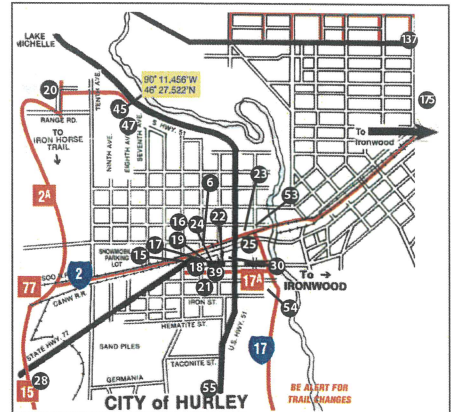 LAKE
MICHELLE
137
90° 11.456'W
46° 27.522'N
20
TENTH AVE.
45
47
175
HWY. 51
RANGE RD.
TO
IRON HORSE
TRAIL
NINTH AVE.
EIGHTH AVE.
SEVENTH AVE.
To
Ironwood
2A
6
23
53
16
24
22
SNOWMOBILE
PARKING
LOT
17
19
15
18
39
25
30
SOO R.R.
2
77
C&NW R.R.
21
17A
To →
IRONWOOD
IRON ST.
54
HEMATITE ST.
STATE HWY. 77
SAND PILES
U.S. HWY. 51
17
TACONITE ST.
28
15
GERMANIA
55
BE ALERT FOR
TRAIL CHANGES
CITY of HURLEY